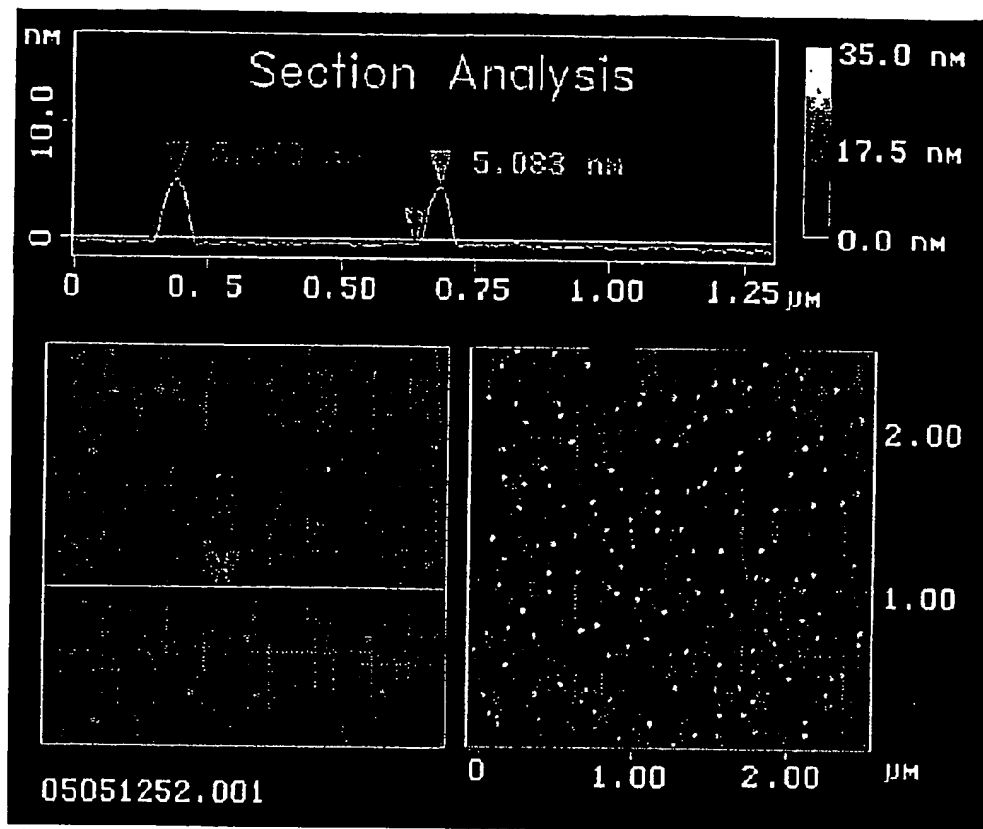 nM
Section Analysis
35.0 nM
10.0
17.5 nM
5.083 nM
0
0.0 nM
0 0. 5 0.50 0.75 1.00 1.25 µM
2.00
1.00
0 1.00 2.00 µM
05051252.001